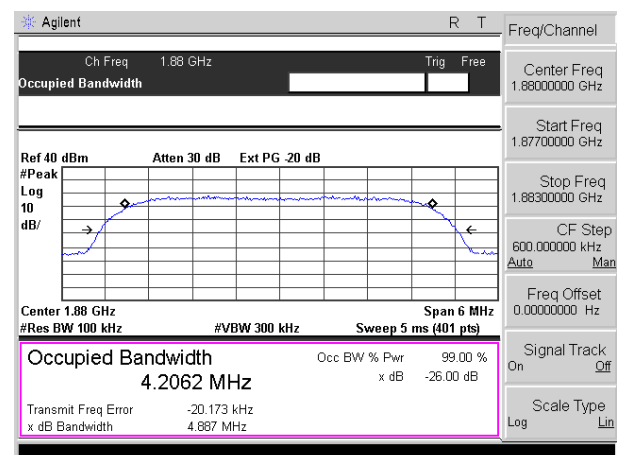 Agilent R T
Ch Freq 1.88 GHz Trig Free
Occupied Bandwidth
Ref 40 dBm Atten 30 dB Ext PG -20 dB
#Peak
Log
10
dB/
Center 1.88 GHz Span 6 MHz
#Res BW 100 kHz #VBW 300 kHz Sweep 5 ms (401 pts)
Occupied Bandwidth Occ BW % Pwr 99.00 %
4.2062 MHz x dB -26.00 dB
Transmit Freq Error -20.173 kHz
x dB Bandwidth 4.887 MHz
Freq/Channel
Center Freq
1.88000000 GHz
Start Freq
1.87700000 GHz
Stop Freq
1.88300000 GHz
CF Step
600.000000 kHz
Auto Man
Freq Offset
0.00000000 Hz
Signal Track
On Off
Scale Type
Log Lin